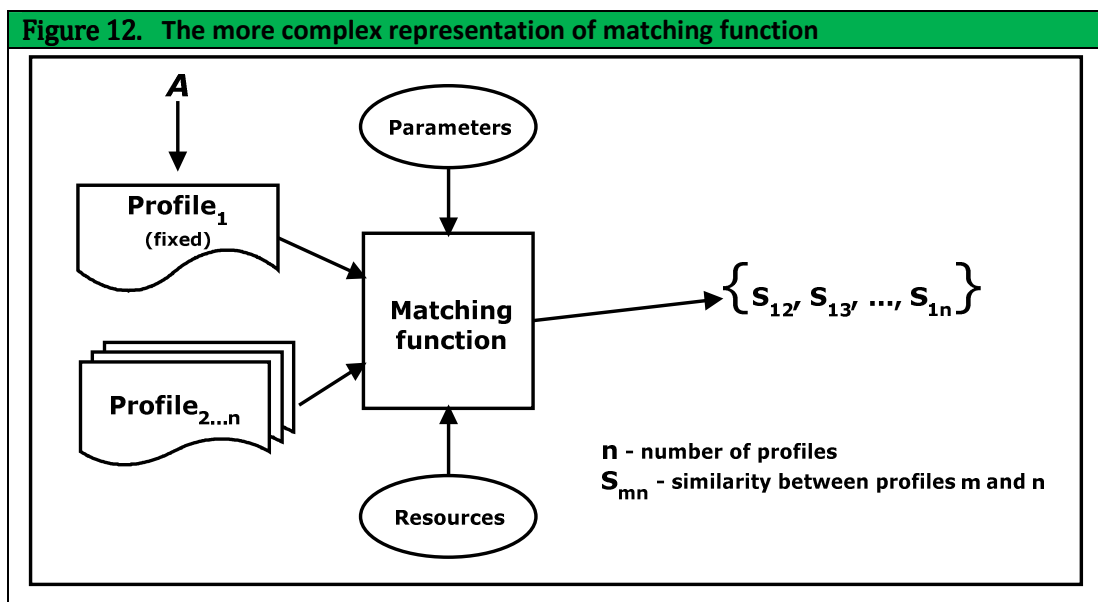 Figure 12. The more complex representation of matching function
A
Parameters
Profile₁
(fixed)
Matching
function
{S₁₂, S₁₃, ..., S₁ₙ}
Profile₂...ₙ
n - number of profiles
Sₘₙ - similarity between profiles m and n
Resources